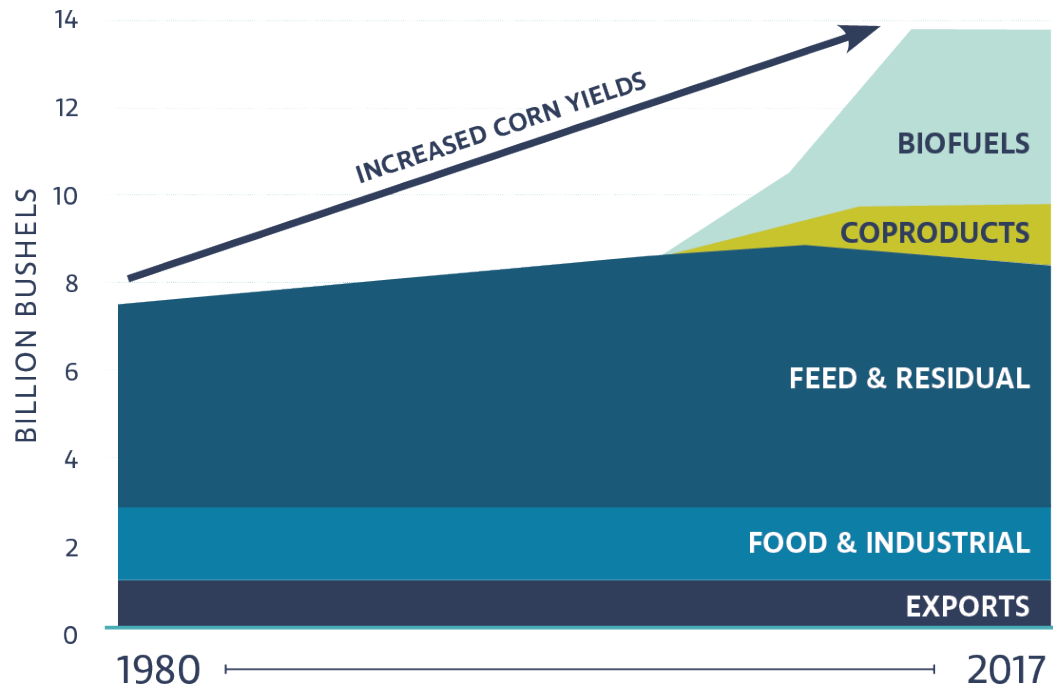 14
12
10
8
6
4
2
0
BILLION BUSHELS
INCREASED CORN YIELDS
BIOFUELS
COPRODUCTS
FEED & RESIDUAL
FOOD & INDUSTRIAL
EXPORTS
1980
2017